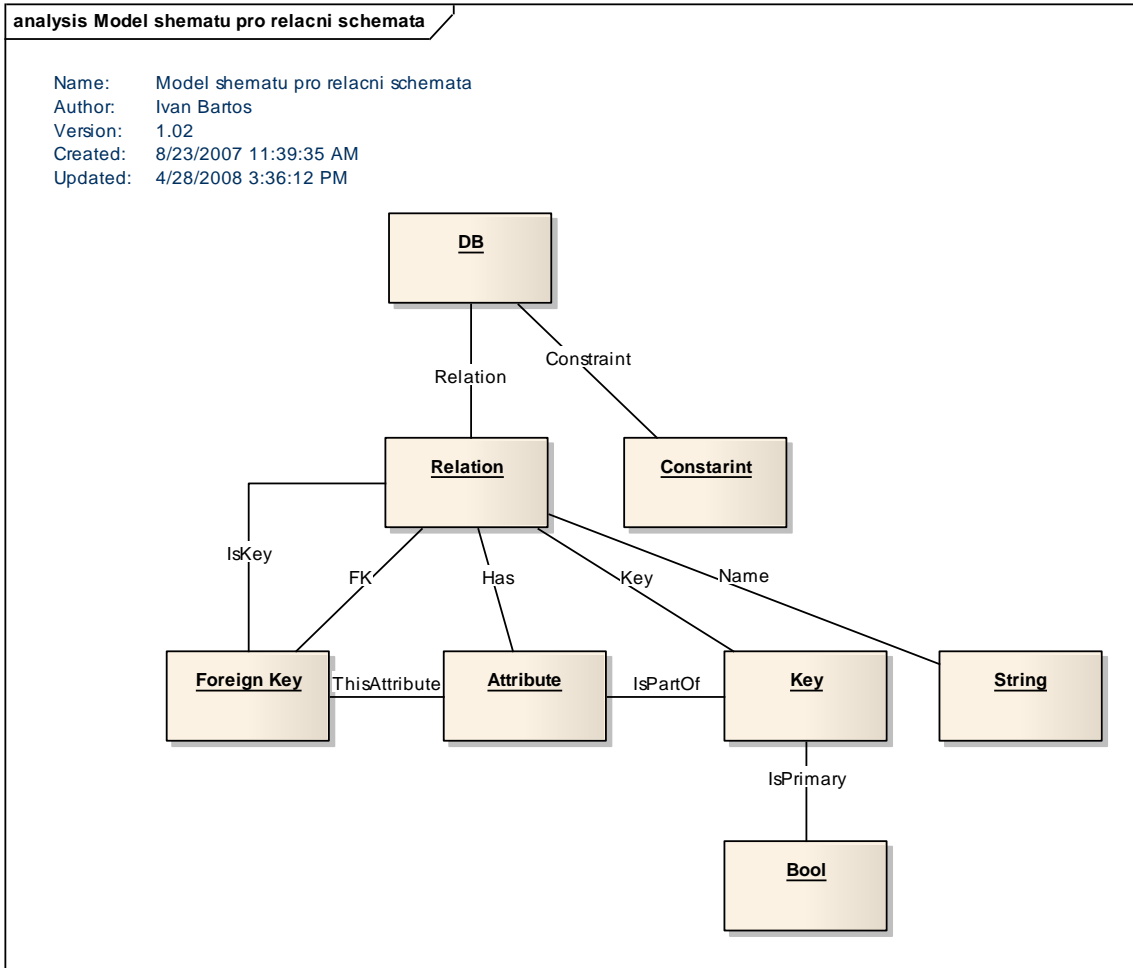 analysis Model shematu pro relacni schemata
Name: Model shematu pro relacni schemata
Author: Ivan Bartos
Version: 1.02
Created: 8/23/2007 11:39:35 AM
Updated: 4/28/2008 3:36:12 PM
DB
Constraint
Relation
Relation
Constarint
IsKey
FK
Has
Key
Name
Foreign Key
ThisAttribute
Attribute
IsPartOf
Key
String
IsPrimary
Bool